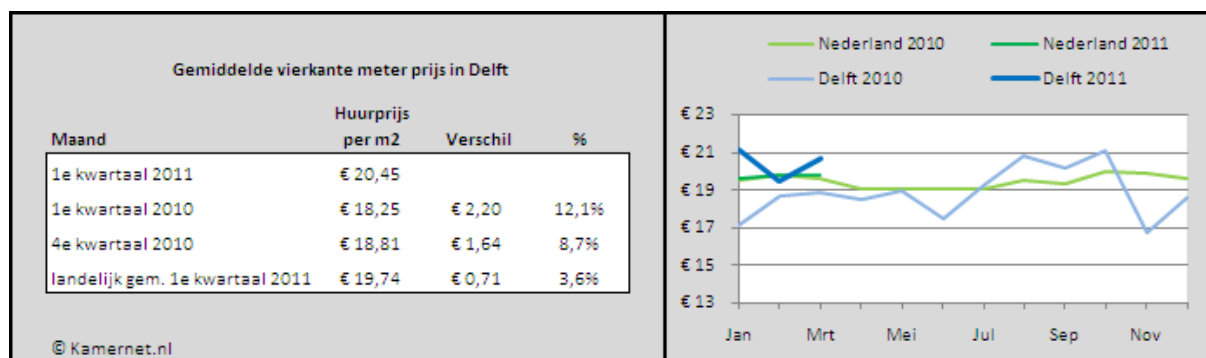 Gemiddelde vierkante meter prijs in Delft
Huurprijs
Maand per m2 Verschil %
1e kwartaal 2011 € 20,45
1e kwartaal 2010 € 18,25 € 2,20 12,1%
4e kwartaal 2010 € 18,81 € 1,64 8,7%
landelijk gem. 1e kwartaal 2011 € 19,74 € 0,71 3,6%
© Kamernet.nl
Nederland 2010 Nederland 2011
Delft 2010 Delft 2011
€ 23
€ 21
€ 19
€ 17
€ 15
€ 13
Jan Mrt Mei Jul Sep Nov